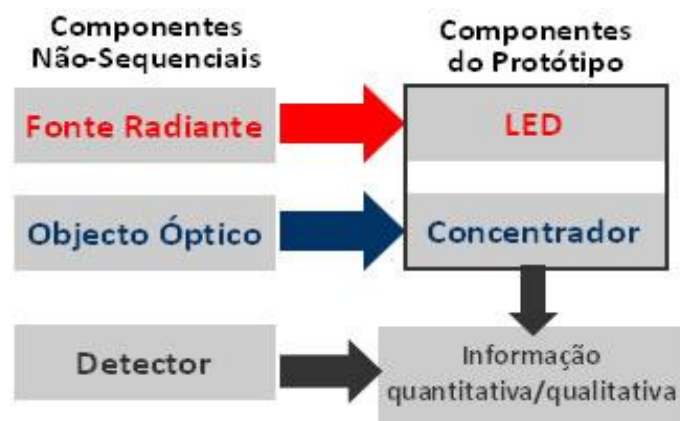 Componentes
Não-Sequenciais
Componentes
do Protótipo
Fonte Radiante
LED
Objecto Óptico
Concentrador
Detector
Informação
quantitativa/qualitativa